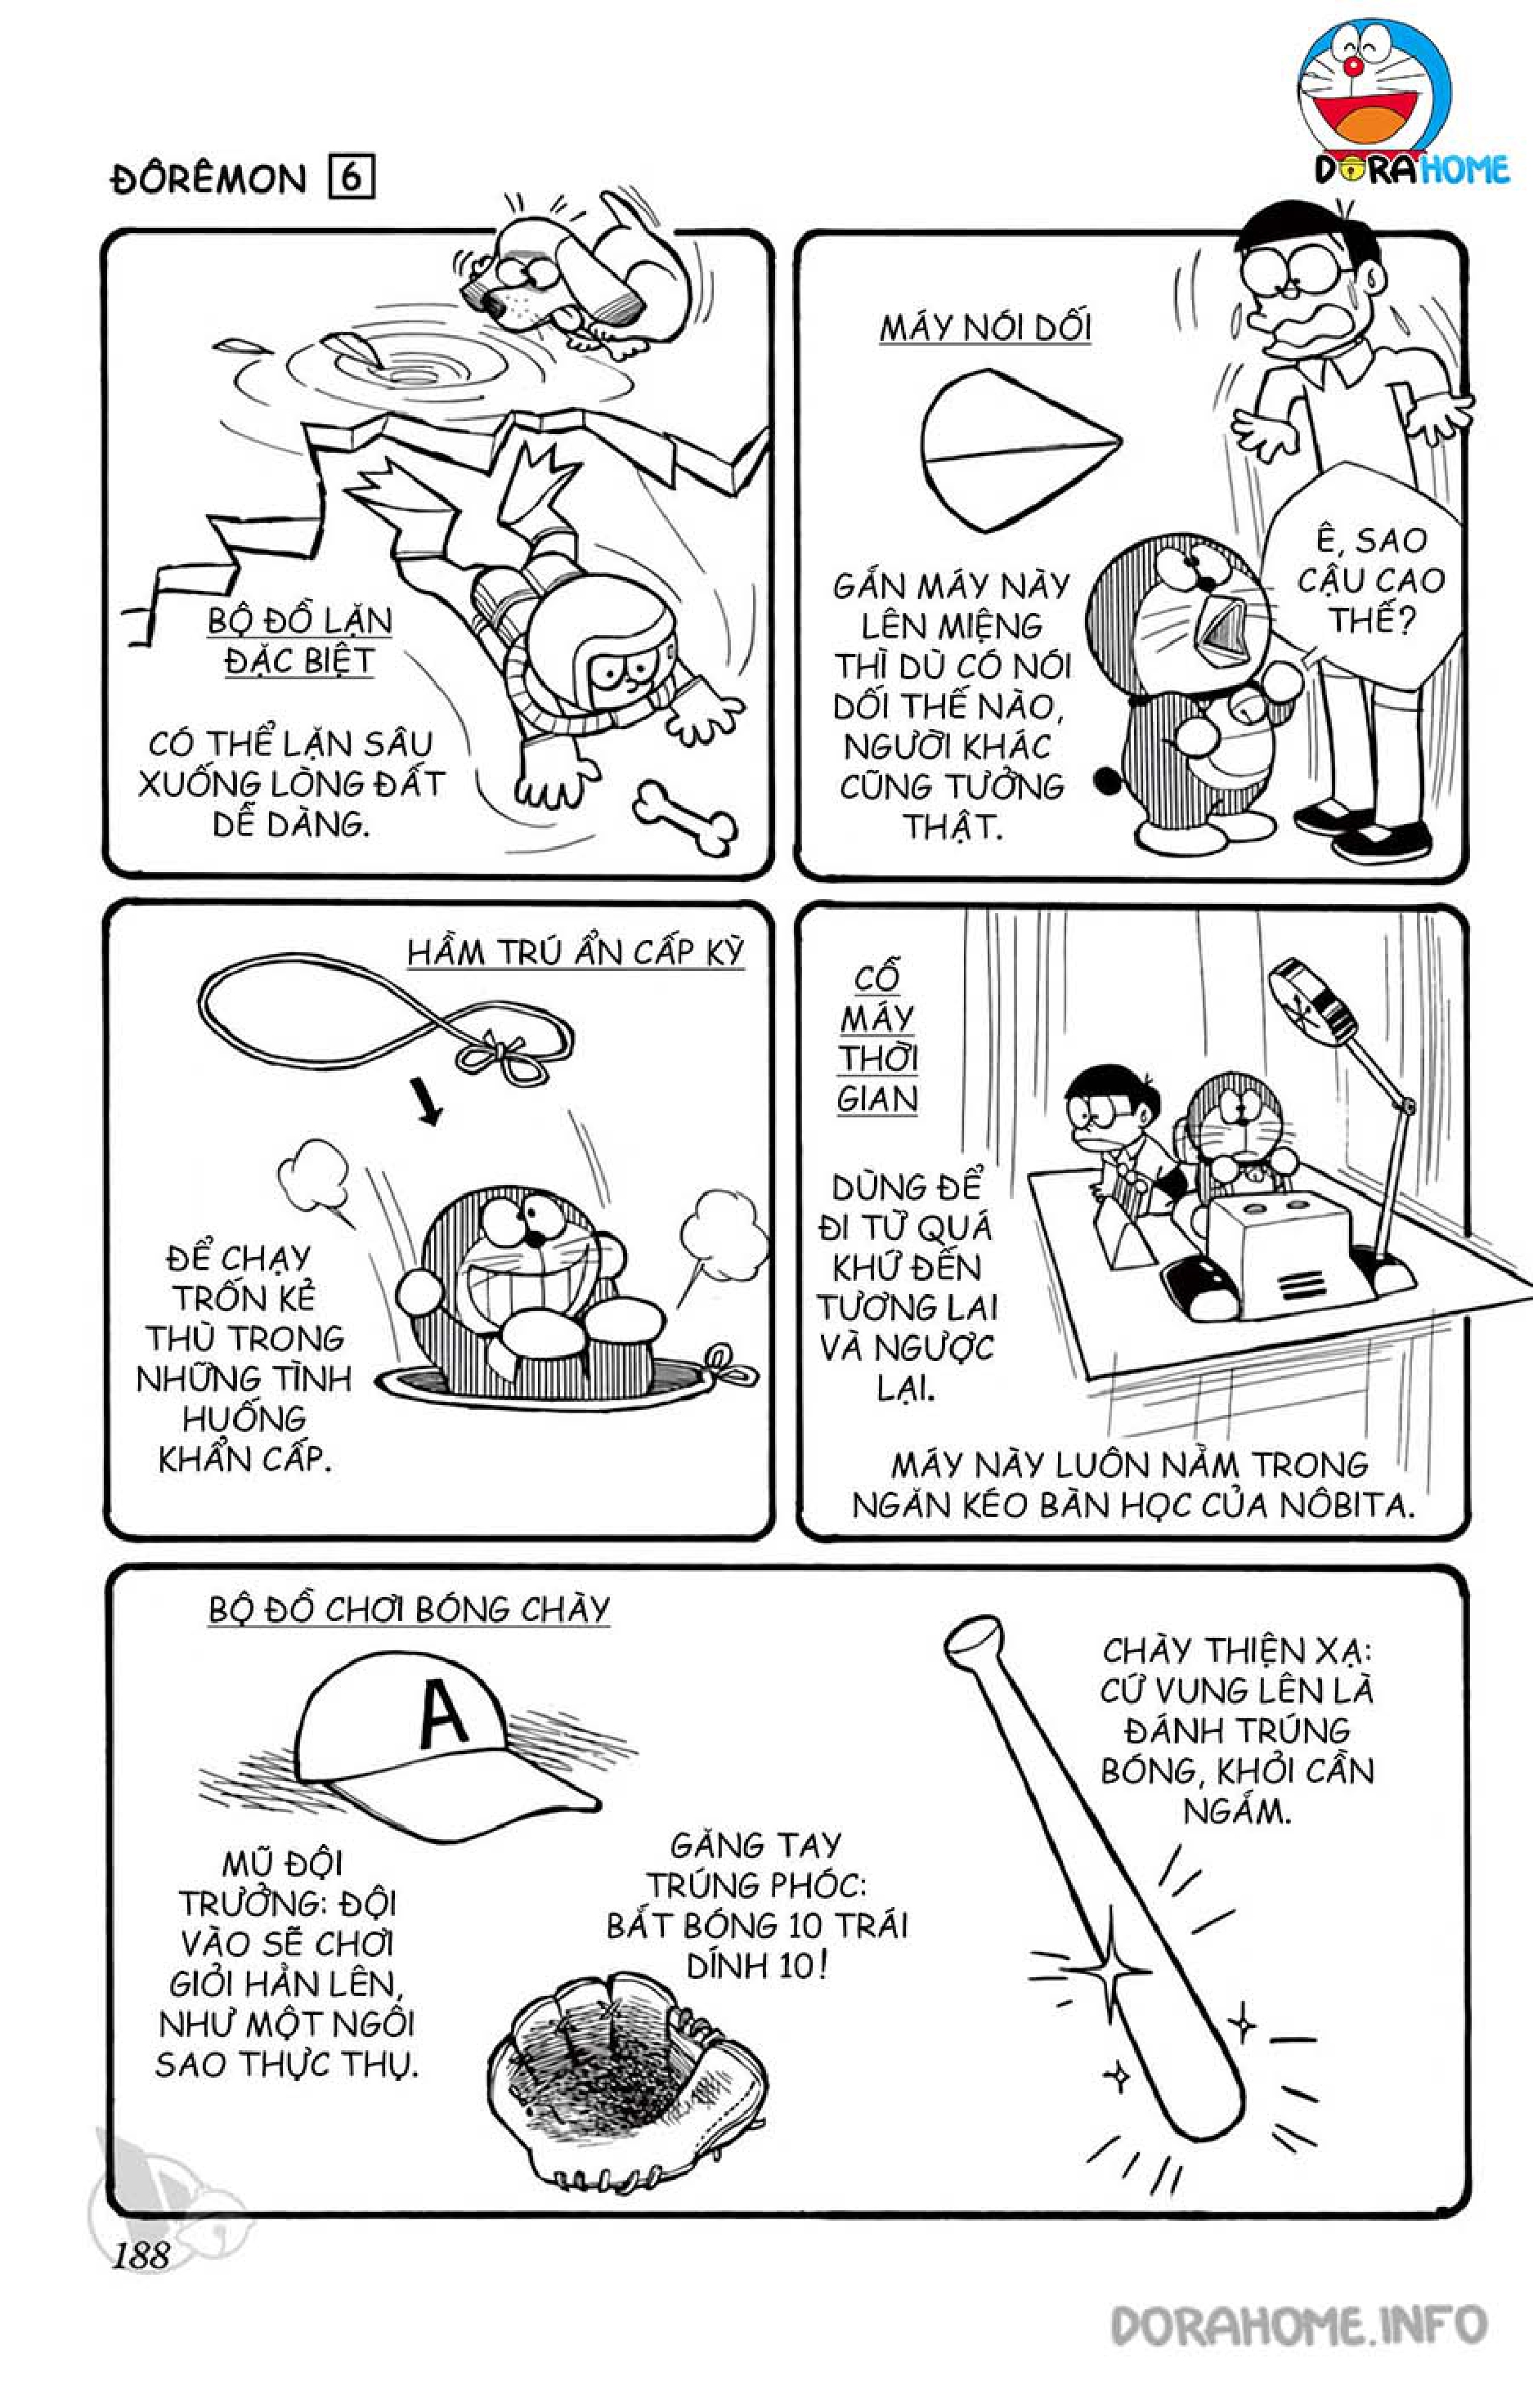 DORAHOME
ĐÔRÊMON 6
BỘ ĐỒ LẶN
ĐẶC BIỆT
CÓ THỂ LẶN SÂU
XUỐNG LÒNG ĐẤT
DỄ DÀNG.
MÁY NÓI DỐI
GẮN MÁY NÀY
LÊN MIỆNG
THÌ DÙ CÓ NÓI
DỐI THẾ NÀO,
NGƯỜI KHÁC
CŨNG TƯỞNG
THẬT.
Ê, SAO
CẬU CAO
THẾ?
HẦM TRÚ ẨN CẤP KỲ
ĐỂ CHẠY
TRỐN KẺ
THÙ TRONG
NHỮNG TÌNH
HUỐNG
KHẨN CẤP.
CỖ
MÁY
THỜI
GIAN
DÙNG ĐỂ
ĐI TỪ QUÁ
KHỨ ĐẾN
TƯƠNG LAI
VÀ NGƯỢC
LẠI.
MÁY NÀY LUÔN NẰM TRONG
NGĂN KÉO BÀN HỌC CỦA NÔBITA.
BỘ ĐỒ CHƠI BÓNG CHÀY
A
MŨ ĐỘI
TRƯỞNG: ĐỘI
VÀO SẼ CHƠI
GIỎI HẲN LÊN,
NHƯ MỘT NGÔI
SAO THỰC THỤ.
GĂNG TAY
TRÚNG PHÓC:
BẮT BÓNG 10 TRÁI
DÍNH 10!
CHÀY THIỆN XẠ:
CỨ VUNG LÊN LÀ
ĐÁNH TRÚNG
BÓNG, KHỎI CẦN
NGẮM.
188
DORAHOME.INFO